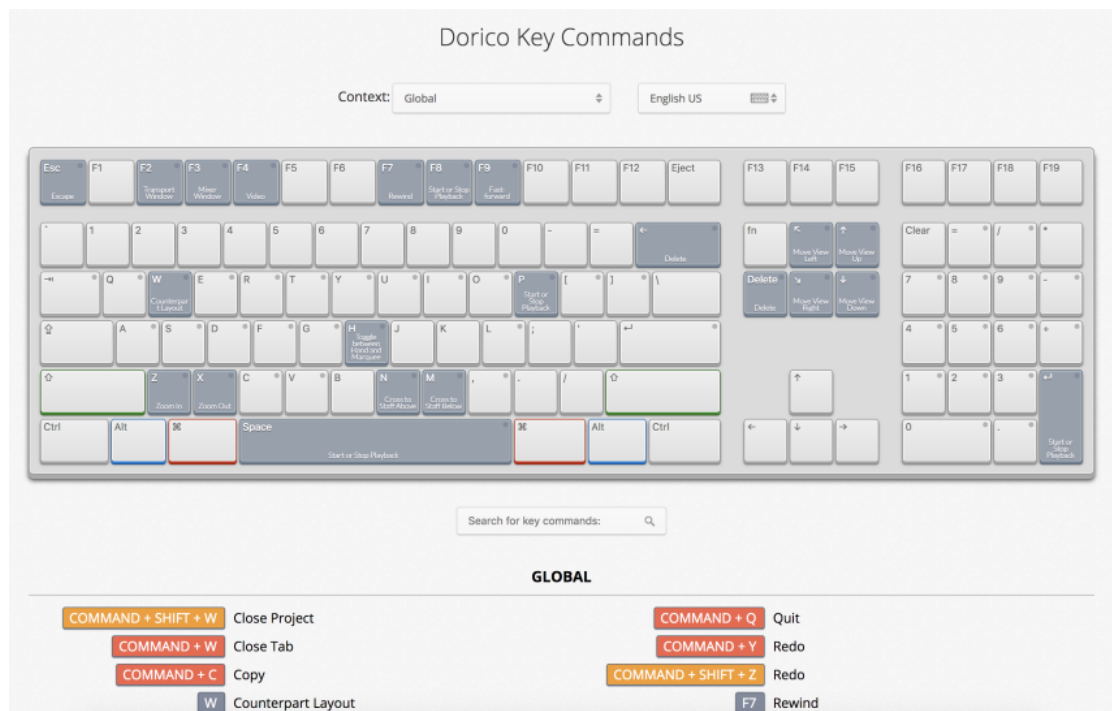 Dorico Key Commands
Context: Global English US
Esc F1 F2 F3 F4 F5 F6 F7 F8 F9 F10 F11 F12 Eject F13 F14 F15 F16 F17 F18 F19
Escape Transport Window Mixer Window Video Rewind Start or Stop Playback Fast-forward
` 1 2 3 4 5 6 7 8 9 0 - = ← fn ↖ ↑ Clear = / *
Delete Move View Left Move View Up
⇥ Q W E R T Y U I O P [ ] \ Delete ↘ ↓ 7 8 9 -
Counterpart Layout Start or Stop Playback Delete Move View Right Move View Down
⇪ A S D F G H J K L ; ' ↵ 4 5 6 +
Toggle between Hand and Marquee
⇧ Z X C V B N M , . / ⇧ ↑ 1 2 3 ↵
Zoom In Zoom Out Cross to Staff Above Cross to Staff Below
Ctrl Alt ⌘ Space ⌘ Alt Ctrl ← ↓ → 0 .
Start or Stop Playback Start or Stop Playback
Search for key commands:
GLOBAL
COMMAND + SHIFT + W Close Project COMMAND + Q Quit
COMMAND + W Close Tab COMMAND + Y Redo
COMMAND + C Copy COMMAND + SHIFT + Z Redo
W Counterpart Layout F7 Rewind